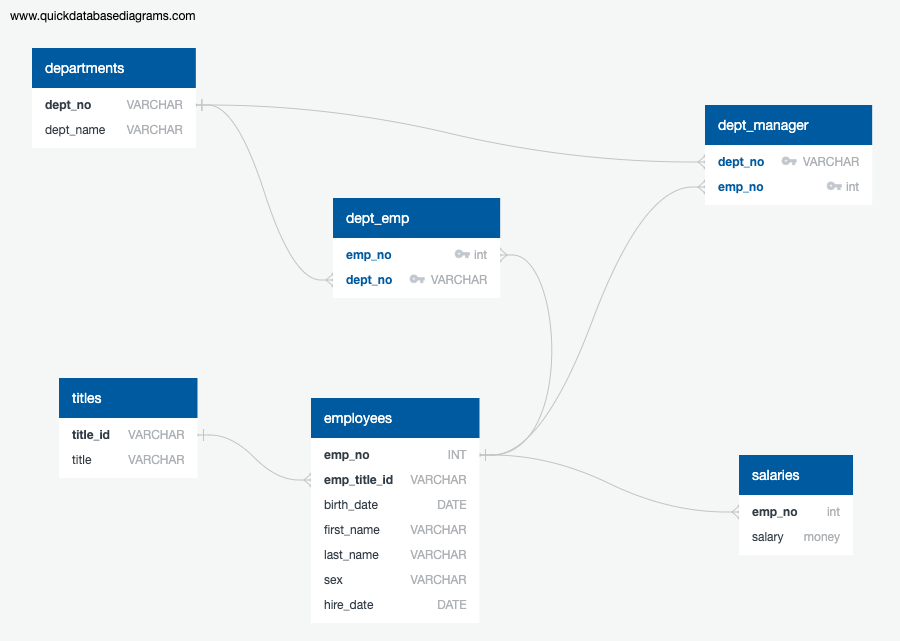 www.quickdatabasediagrams.com
departments
dept_no VARCHAR
dept_name VARCHAR
dept_manager
dept_no VARCHAR
emp_no int
dept_emp
emp_no int
dept_no VARCHAR
titles
title_id VARCHAR
title VARCHAR
employees
emp_no INT
emp_title_id VARCHAR
birth_date DATE
first_name VARCHAR
last_name VARCHAR
sex VARCHAR
hire_date DATE
salaries
emp_no int
salary money